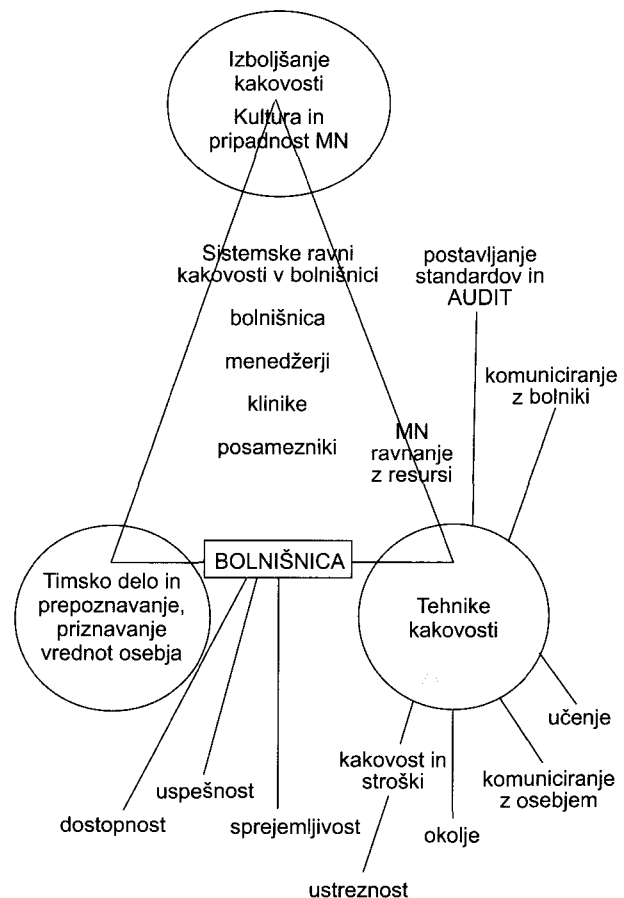 Izboljšanje
kakovosti
Kultura in
pripadnost MN
Sistemske ravni
kakovosti v bolnišnici
bolnišnica
menedžerji
klinike
posamezniki
postavljanje
standardov in
AUDIT
komuniciranje
z bolniki
MN
ravnanje
z resursi
BOLNIŠNICA
Timsko delo in
prepoznavanje,
priznavanje
vrednot osebja
Tehnike
kakovosti
učenje
kakovost in
stroški
komuniciranje
z osebjem
uspešnost
dostopnost
sprejemljivost
okolje
ustreznost